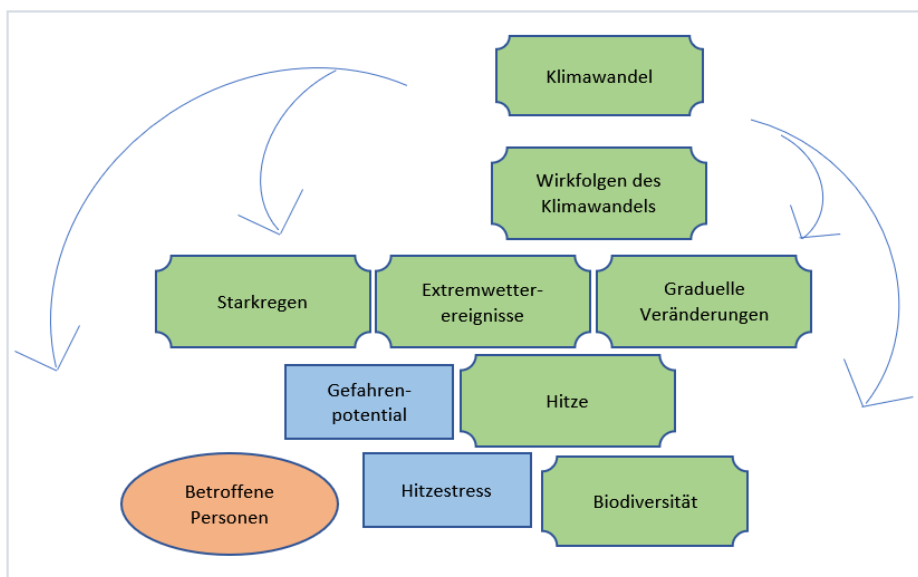 Klimawandel
Wirkfolgen des
Klimawandels
Starkregen
Extremwetter-
ereignisse
Graduelle
Veränderungen
Gefahren-
potential
Hitze
Betroffene
Personen
Hitzestress
Biodiversität